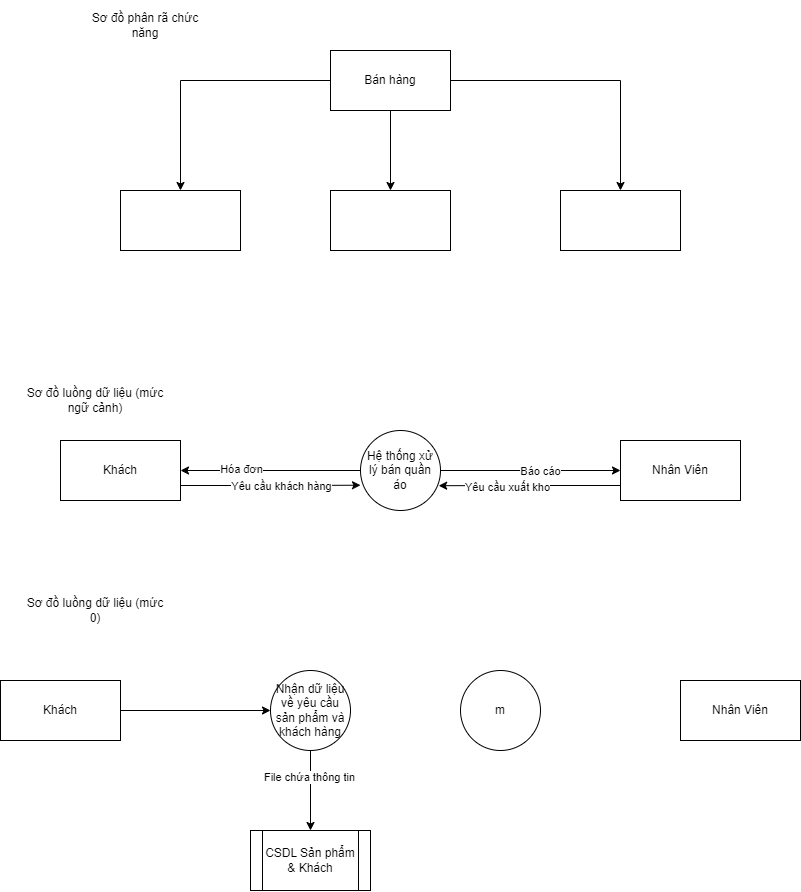 Sơ đồ phân rã chức
năng
Bán hàng
Sơ đồ luồng dữ liệu (mức
ngữ cảnh)
Khách
Hóa đơn
Yêu cầu khách hàng
Hệ thống xử
lý bán quần
áo
Báo cáo
Yêu cầu xuất kho
Nhân Viên
Sơ đồ luồng dữ liệu (mức
0)
Khách
Nhận dữ liệu
về yêu cầu
sản phẩm và
khách hàng
m
Nhân Viên
File chứa thông tin
CSDL Sản phẩm
& Khách